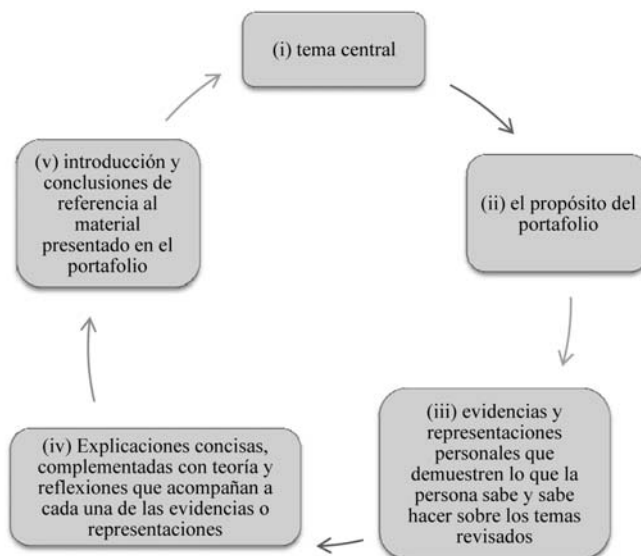 (i) tema central
(ii) el propósito del
portafolio
(iii) evidencias y
representaciones
personales que
demuestren lo que la
persona sabe y sabe
hacer sobre los temas
revisados
(iv) Explicaciones concisas,
complementadas con teoría y
reflexiones que acompañan a
cada una de las evidencias o
representaciones
(v) introducción y
conclusiones de
referencia al
material
presentado en el
portafolio